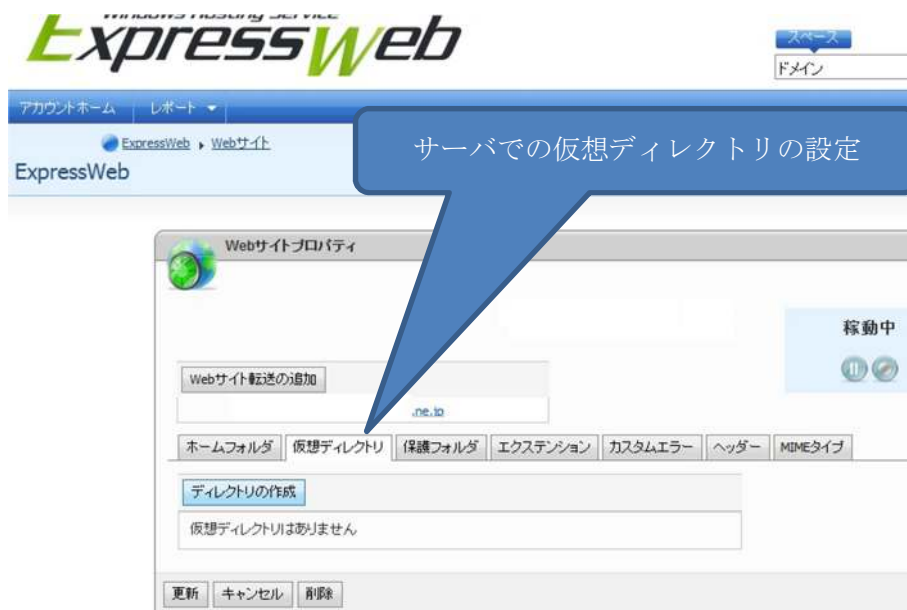 Windows Hosting Service
ExpressWeb
スペース
ドメイン
アカウントホーム レポート
ExpressWeb Webサイト
ExpressWeb
サーバでの仮想ディレクトリの設定
Webサイトプロパティ
稼動中
Webサイト転送の追加
.ne.jp
ホームフォルダ 仮想ディレクトリ 保護フォルダ エクステンション カスタムエラー ヘッダー MIMEタイプ
ディレクトリの作成
仮想ディレクトリはありません
更新 キャンセル 削除